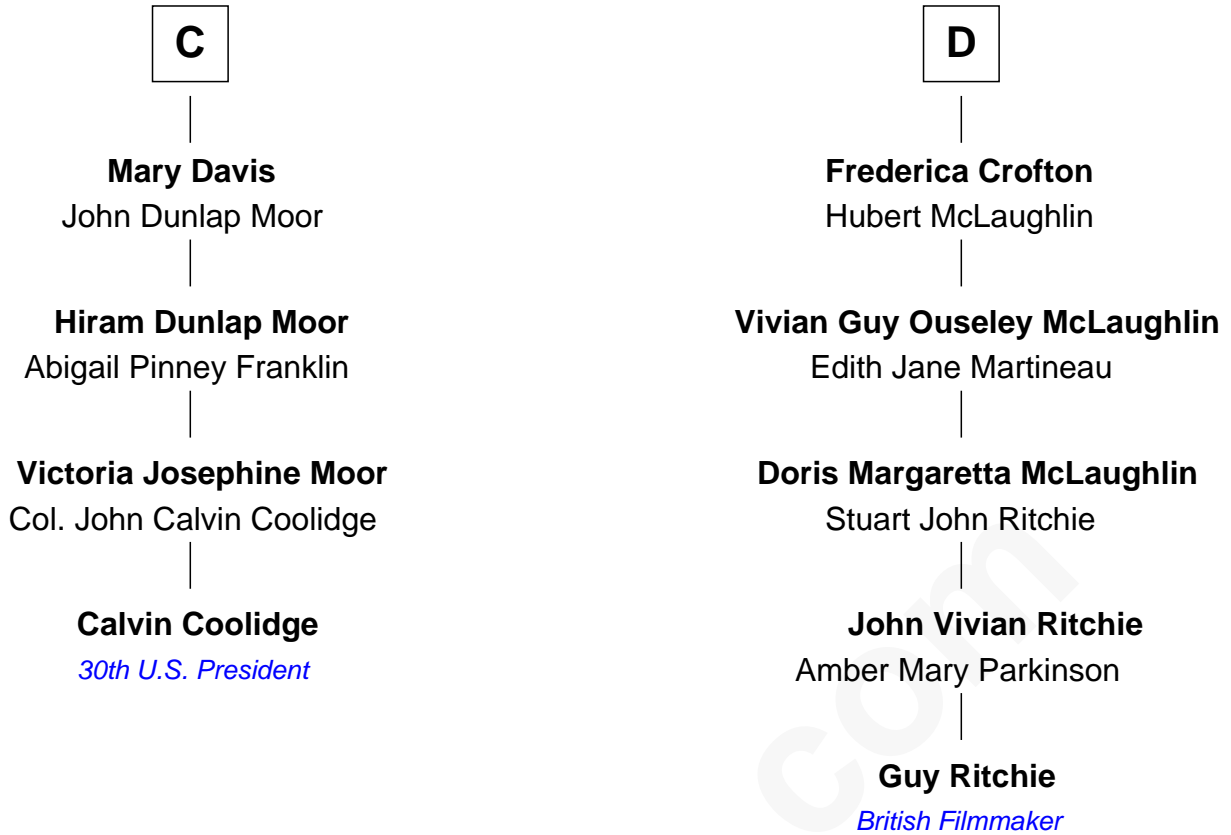 C
Mary Davis
John Dunlap Moor
Hiram Dunlap Moor
Abigail Pinney Franklin
Victoria Josephine Moor
Col. John Calvin Coolidge
Calvin Coolidge
30th U.S. President
D
Frederica Crofton
Hubert McLaughlin
Vivian Guy Ouseley McLaughlin
Edith Jane Martineau
Doris Margaretta McLaughlin
Stuart John Ritchie
John Vivian Ritchie
Amber Mary Parkinson
Guy Ritchie
British Filmmaker
com